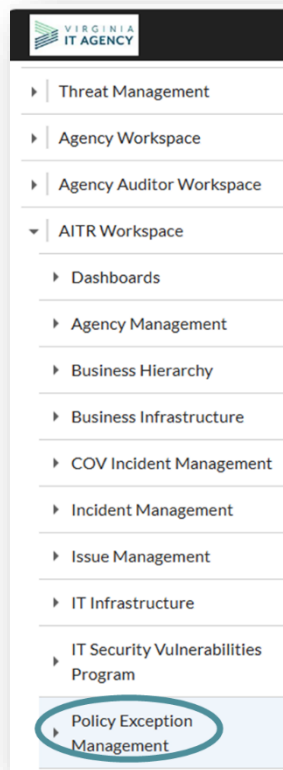 VIRGINIA
IT AGENCY
Threat Management
Agency Workspace
Agency Auditor Workspace
AITR Workspace
Dashboards
Agency Management
Business Hierarchy
Business Infrastructure
COV Incident Management
Incident Management
Issue Management
IT Infrastructure
IT Security Vulnerabilities
Program
Policy Exception
Management